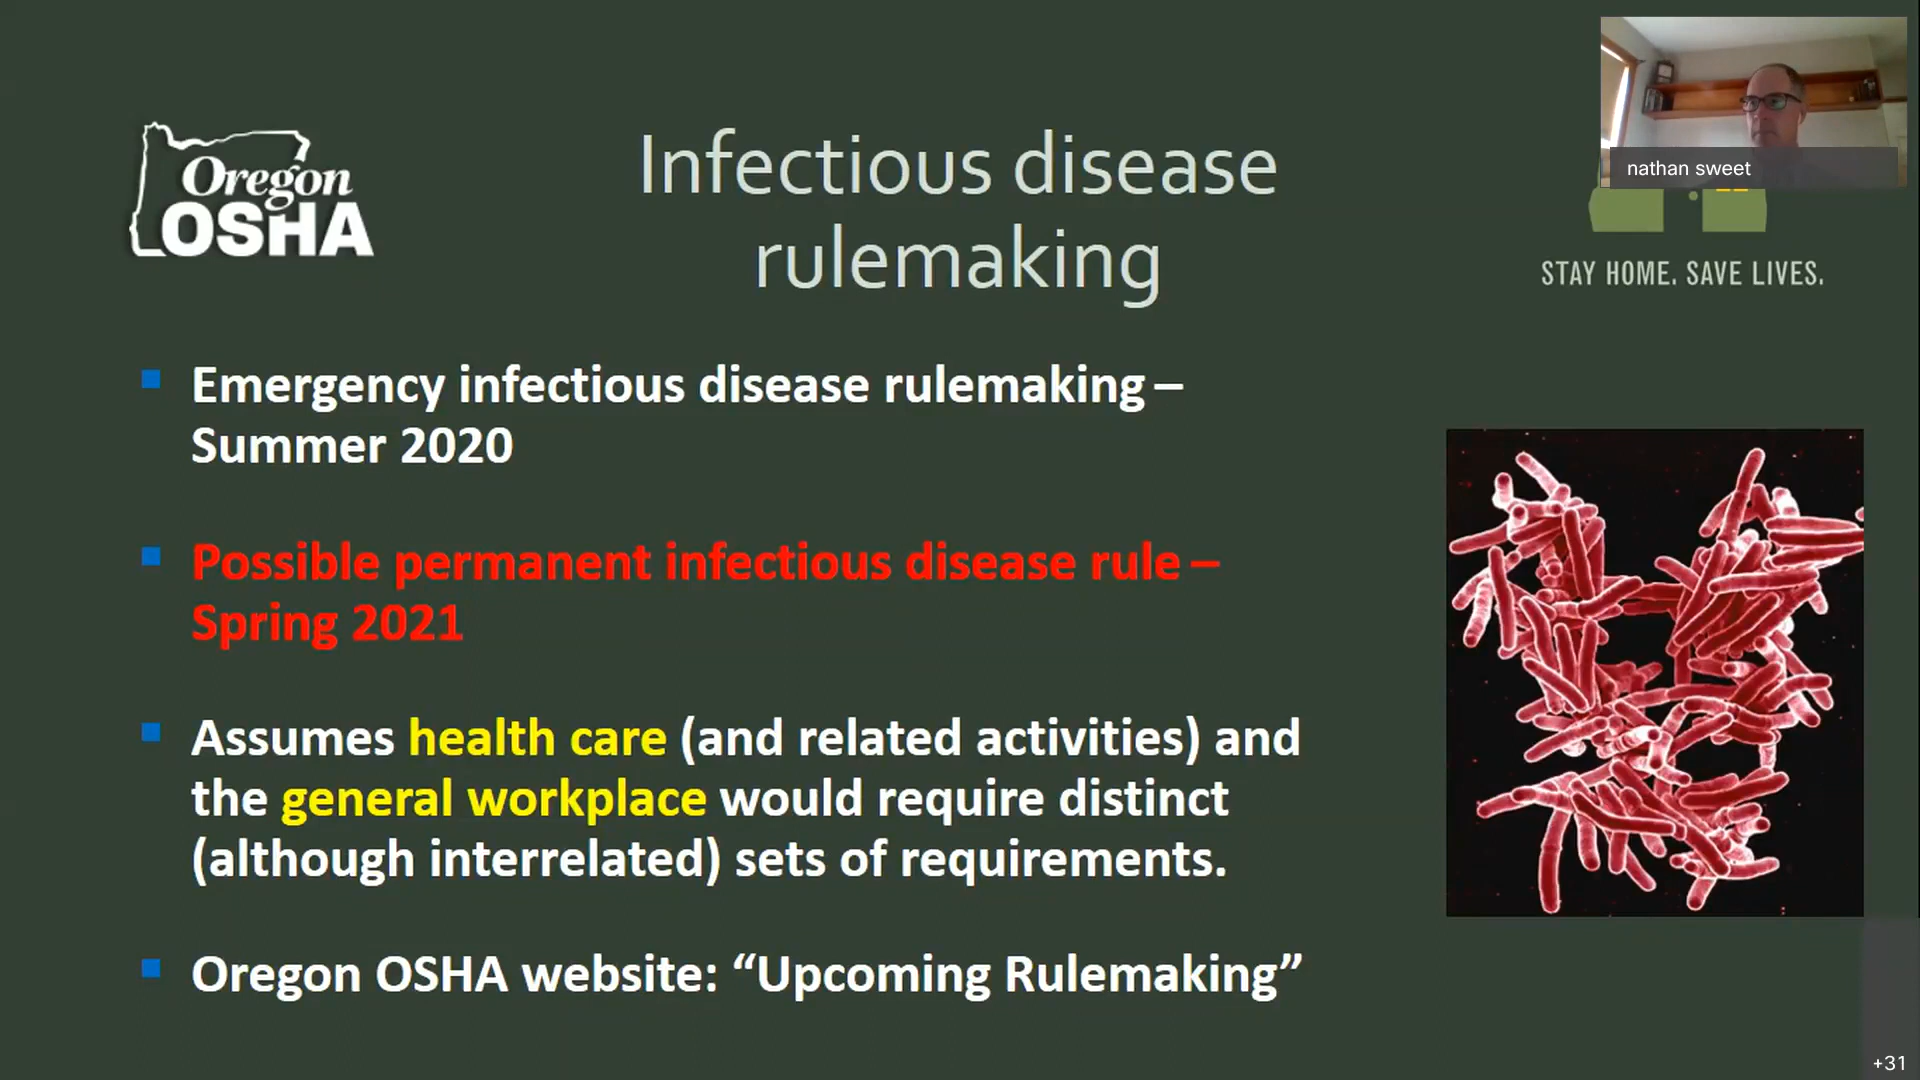 nathan sweet
Oregon
OSHA
Infectious disease
rulemaking
STAY HOME. SAVE LIVES.
Emergency infectious disease rulemaking –
Summer 2020
Possible permanent infectious disease rule –
Spring 2021
Assumes health care (and related activities) and
the general workplace would require distinct
(although interrelated) sets of requirements.
Oregon OSHA website: “Upcoming Rulemaking”
+31